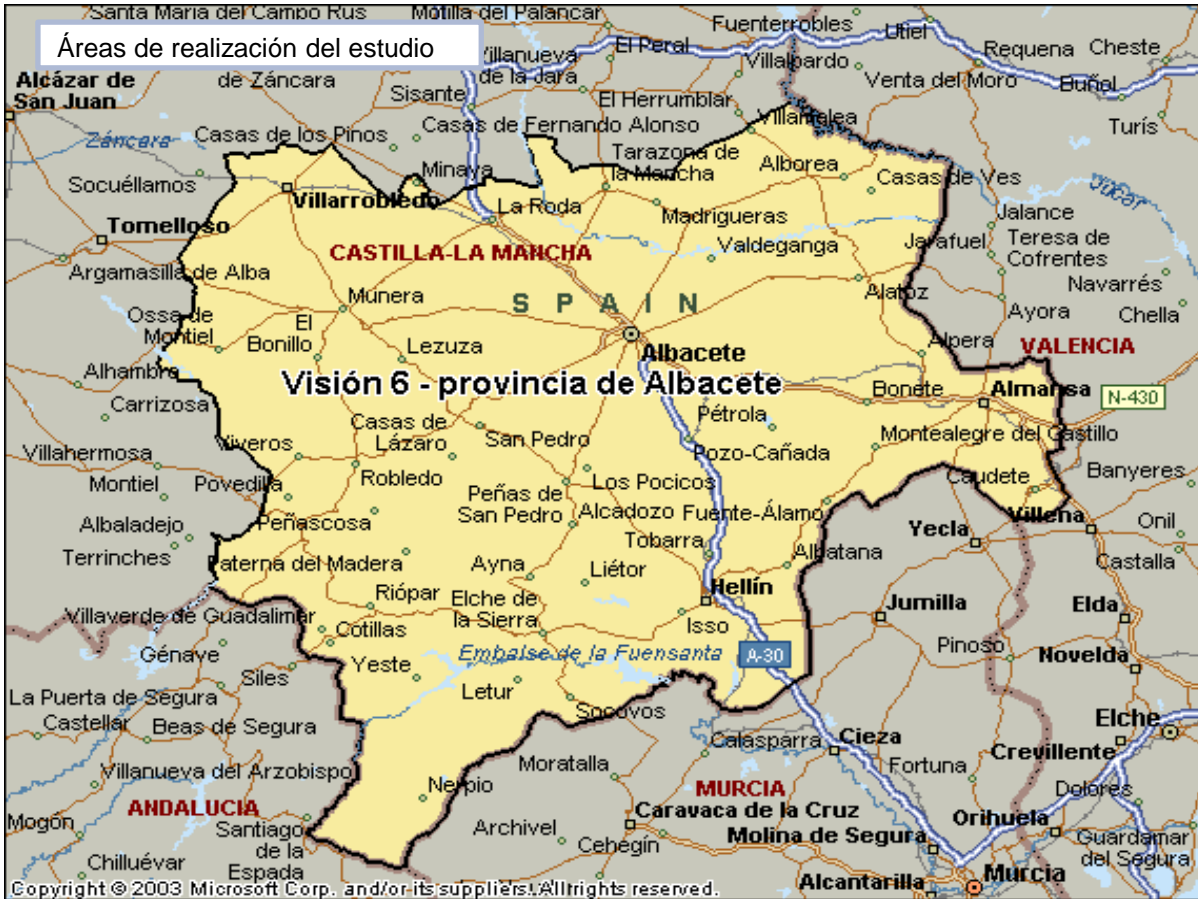 Santa María del Campo Rus
Motilla del Palancar
Fuenterrobles
Utiel
Áreas de realización del estudio
Villanueva
de la Jara
El Peral
Villalpardo
Requena
Cheste
Alcázar de
San Juan
de Záncara
Sisante
Venta del Moro
Buñol
El Herrumblar
Villamalea
Turís
Záncara
Casas de los Pinos
Casas de Fernando Alonso
Tarazona de
la Mancha
Alborea
Casas de Ves
Minaya
Socuéllamos
Villarrobledo
La Roda
Madrigueras
Júcar
Jalance
Tomelloso
CASTILLA-LA MANCHA
Valdeganga
Jarafuel
Teresa de
Cofrentes
Argamasilla de Alba
Navarrés
Munera
SPAIN
Alatoz
Ayora
Chella
Ossa de
Montiel
El
Bonillo
Lezuza
Albacete
Alpera
VALENCIA
Alhambra
Visión 6 - provincia de Albacete
Bonete
Almansa
N-430
Carrizosa
Casas de
Lázaro
Pétrola
Viveros
San Pedro
Montealegre del Castillo
Villahermosa
Pozo-Cañada
Robledo
Banyeres
Montiel
Povedilla
Peñas de
San Pedro
Los Pocicos
Caudete
Albaladejo
Peñascosa
Alcadozo
Fuente-Álamo
Yecla
Villena
Onil
Terrinches
Tobarra
Albatana
Castalla
Paterna del Madera
Ayna
Liétor
Hellín
Riópar
Elche de
la Sierra
Jumilla
Elda
Villaverde de Guadalimar
Cotillas
Isso
Pinoso
Génave
Yeste
Embalse de la Fuensanta
A-30
Novelda
Siles
Letur
La Puerta de Segura
Socovos
Castellar
Beas de Segura
Calasparra
Cieza
Elche
Crevillente
Villanueva del Arzobispo
Moratalla
Fortuna
Nerpio
MURCIA
Dolores
ANDALUCIA
Caravaca de la Cruz
Orihuela
Mogón
Santiago
de la
Espada
Archivel
Cehegín
Molina de Segura
Guardamar
del Segura
Chilluévar
Murcia
Alcantarilla
Copyright © 2003 Microsoft Corp. and/or its suppliers. All rights reserved.